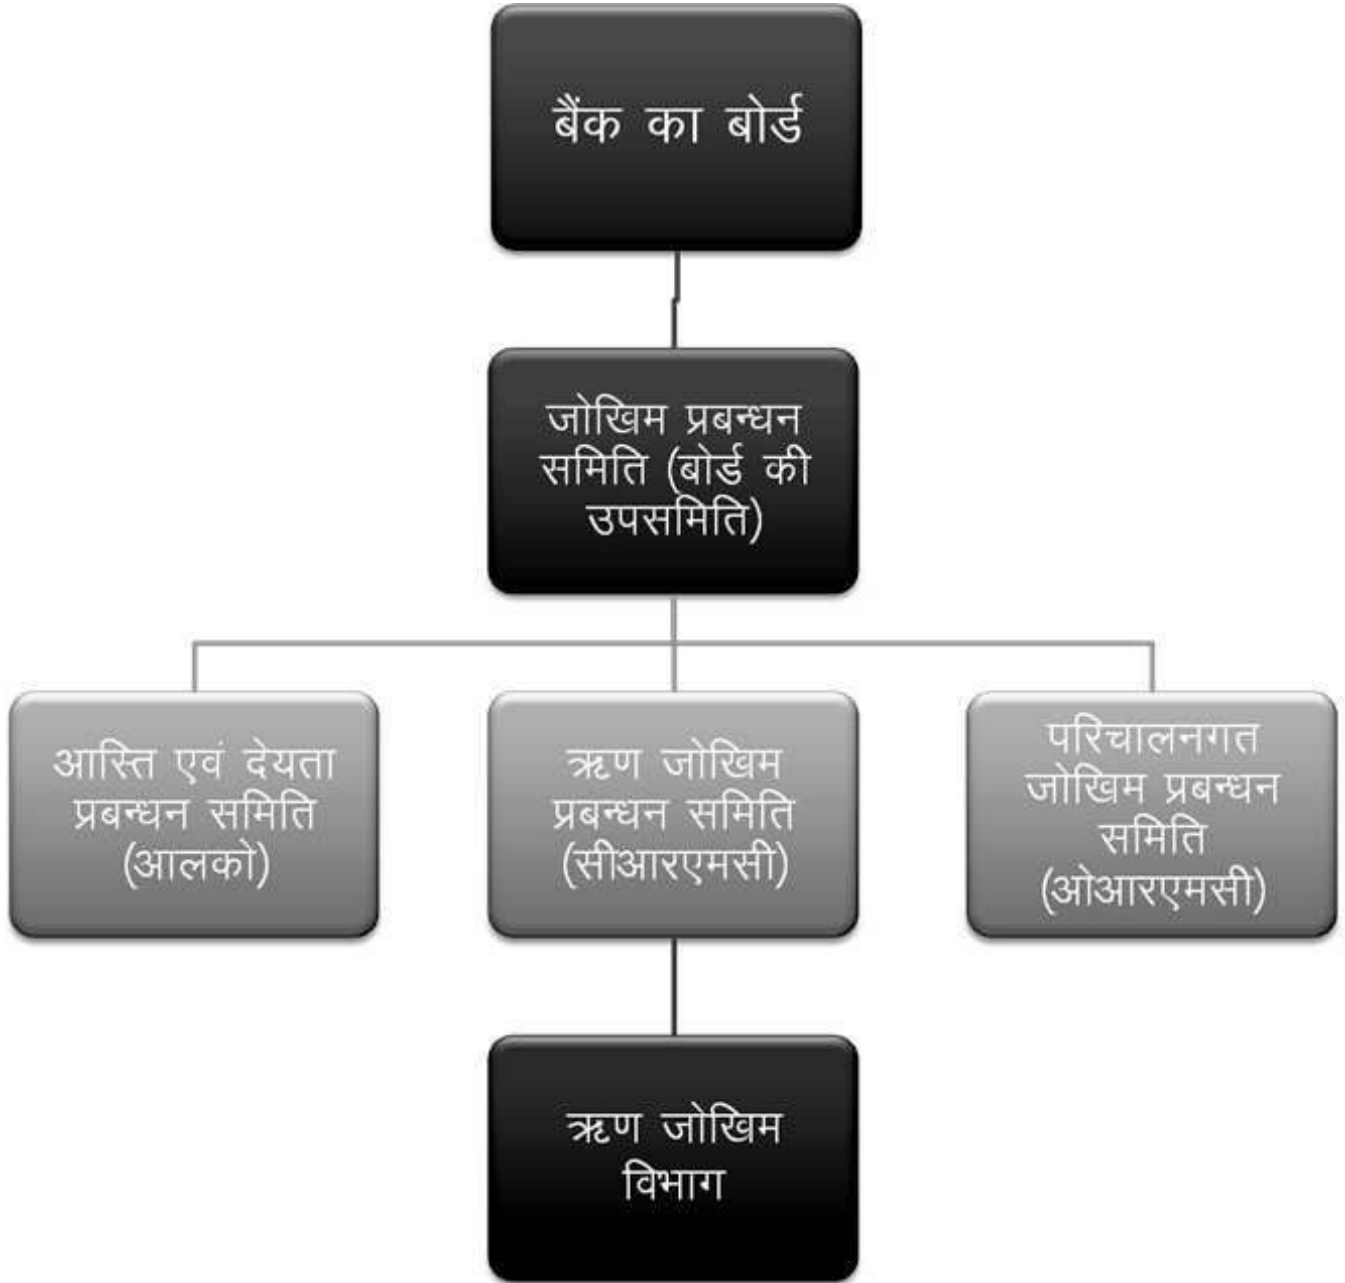 बैंक का बोर्ड
जोखिम प्रबन्धन
समिति (बोर्ड की
उपसमिति)
आस्ति एवं देयता
प्रबन्धन समिति
(आलको)
ऋण जोखिम
प्रबन्धन समिति
(सीआरएमसी)
परिचालनगत
जोखिम प्रबन्धन
समिति
(ओआरएमसी)
ऋण जोखिम
विभाग